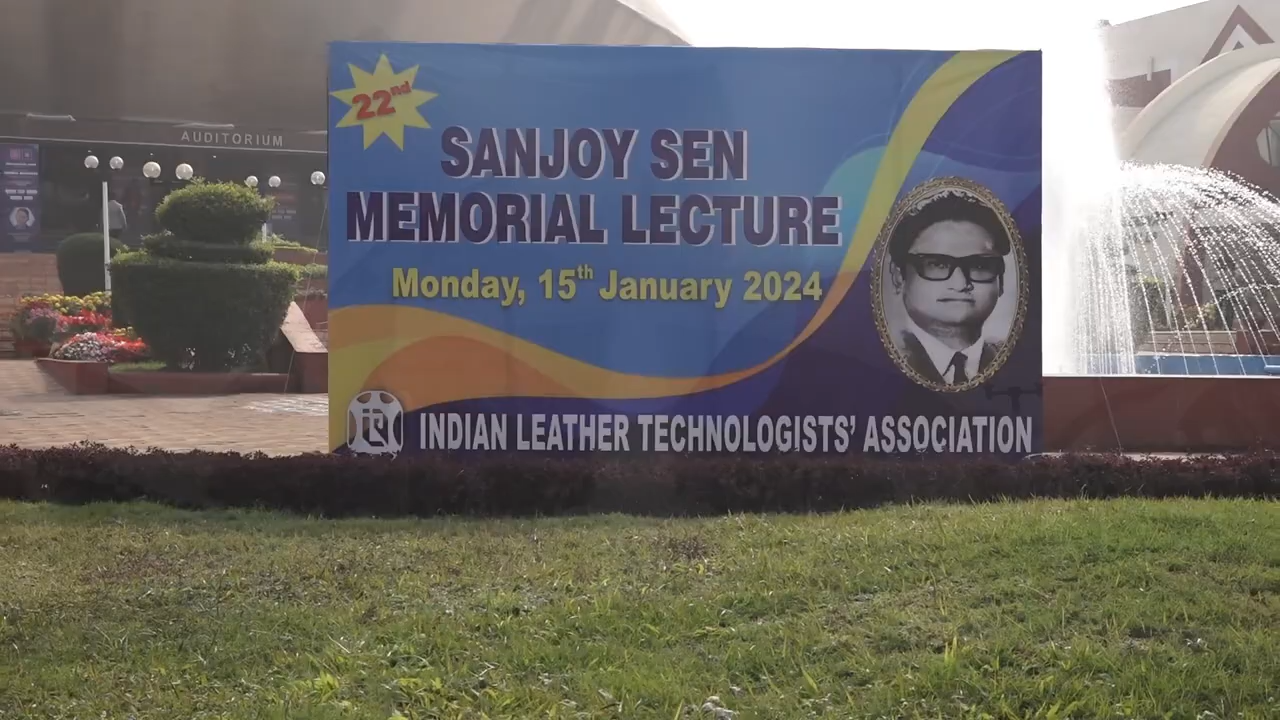 AUDITORIUM
22nd
SANJOY SEN
MEMORIAL LECTURE
Monday, 15th January 2024
INDIAN LEATHER TECHNOLOGISTS' ASSOCIATION